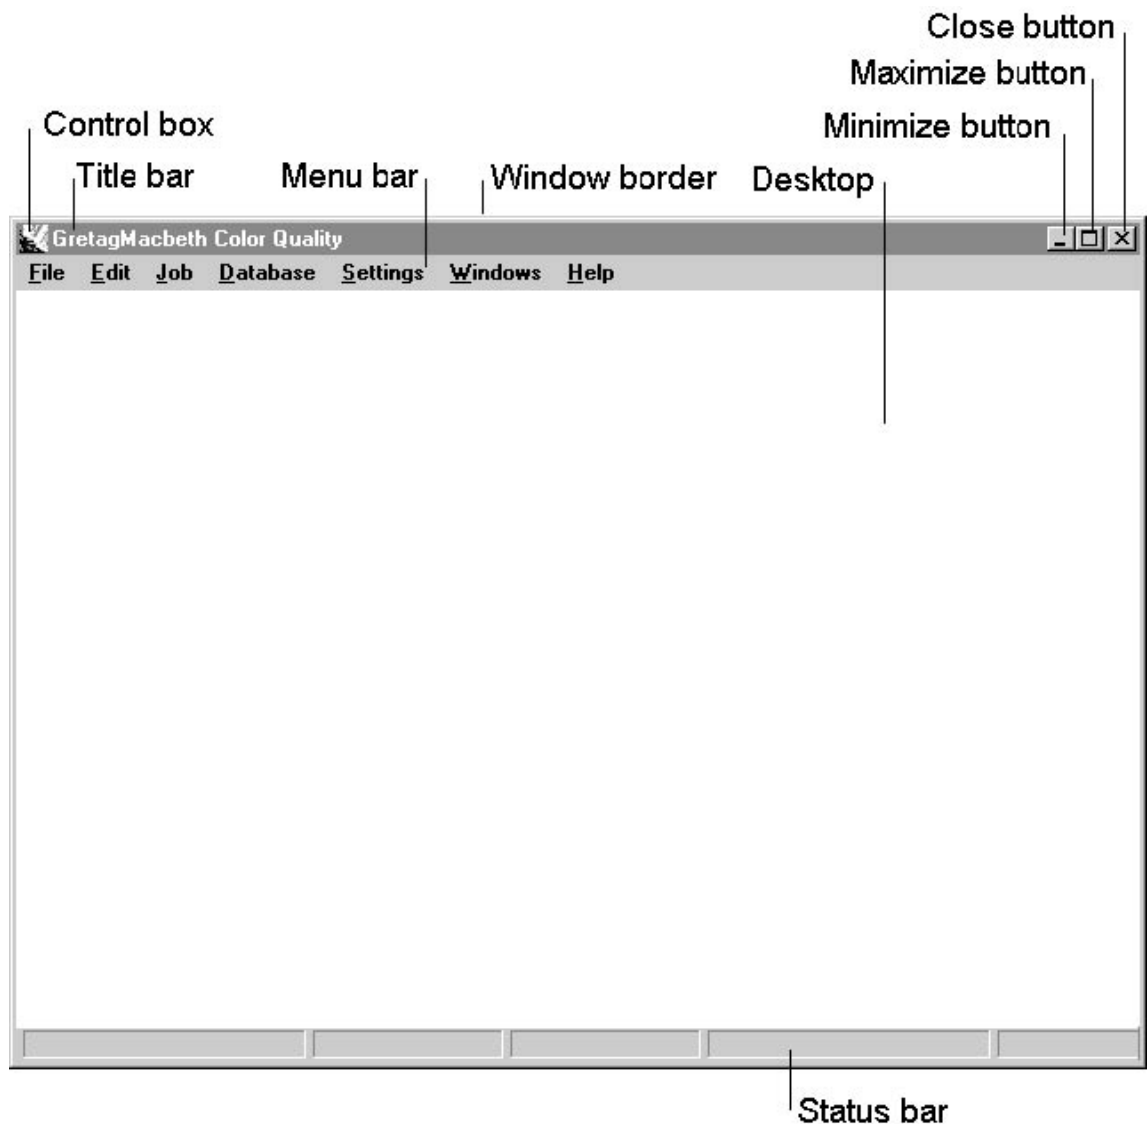 Close button
Maximize button
Control box
Minimize button
Title bar
Menu bar
Window border
Desktop
GretagMacbeth Color Quality
File Edit Job Database Settings Windows Help
Status bar